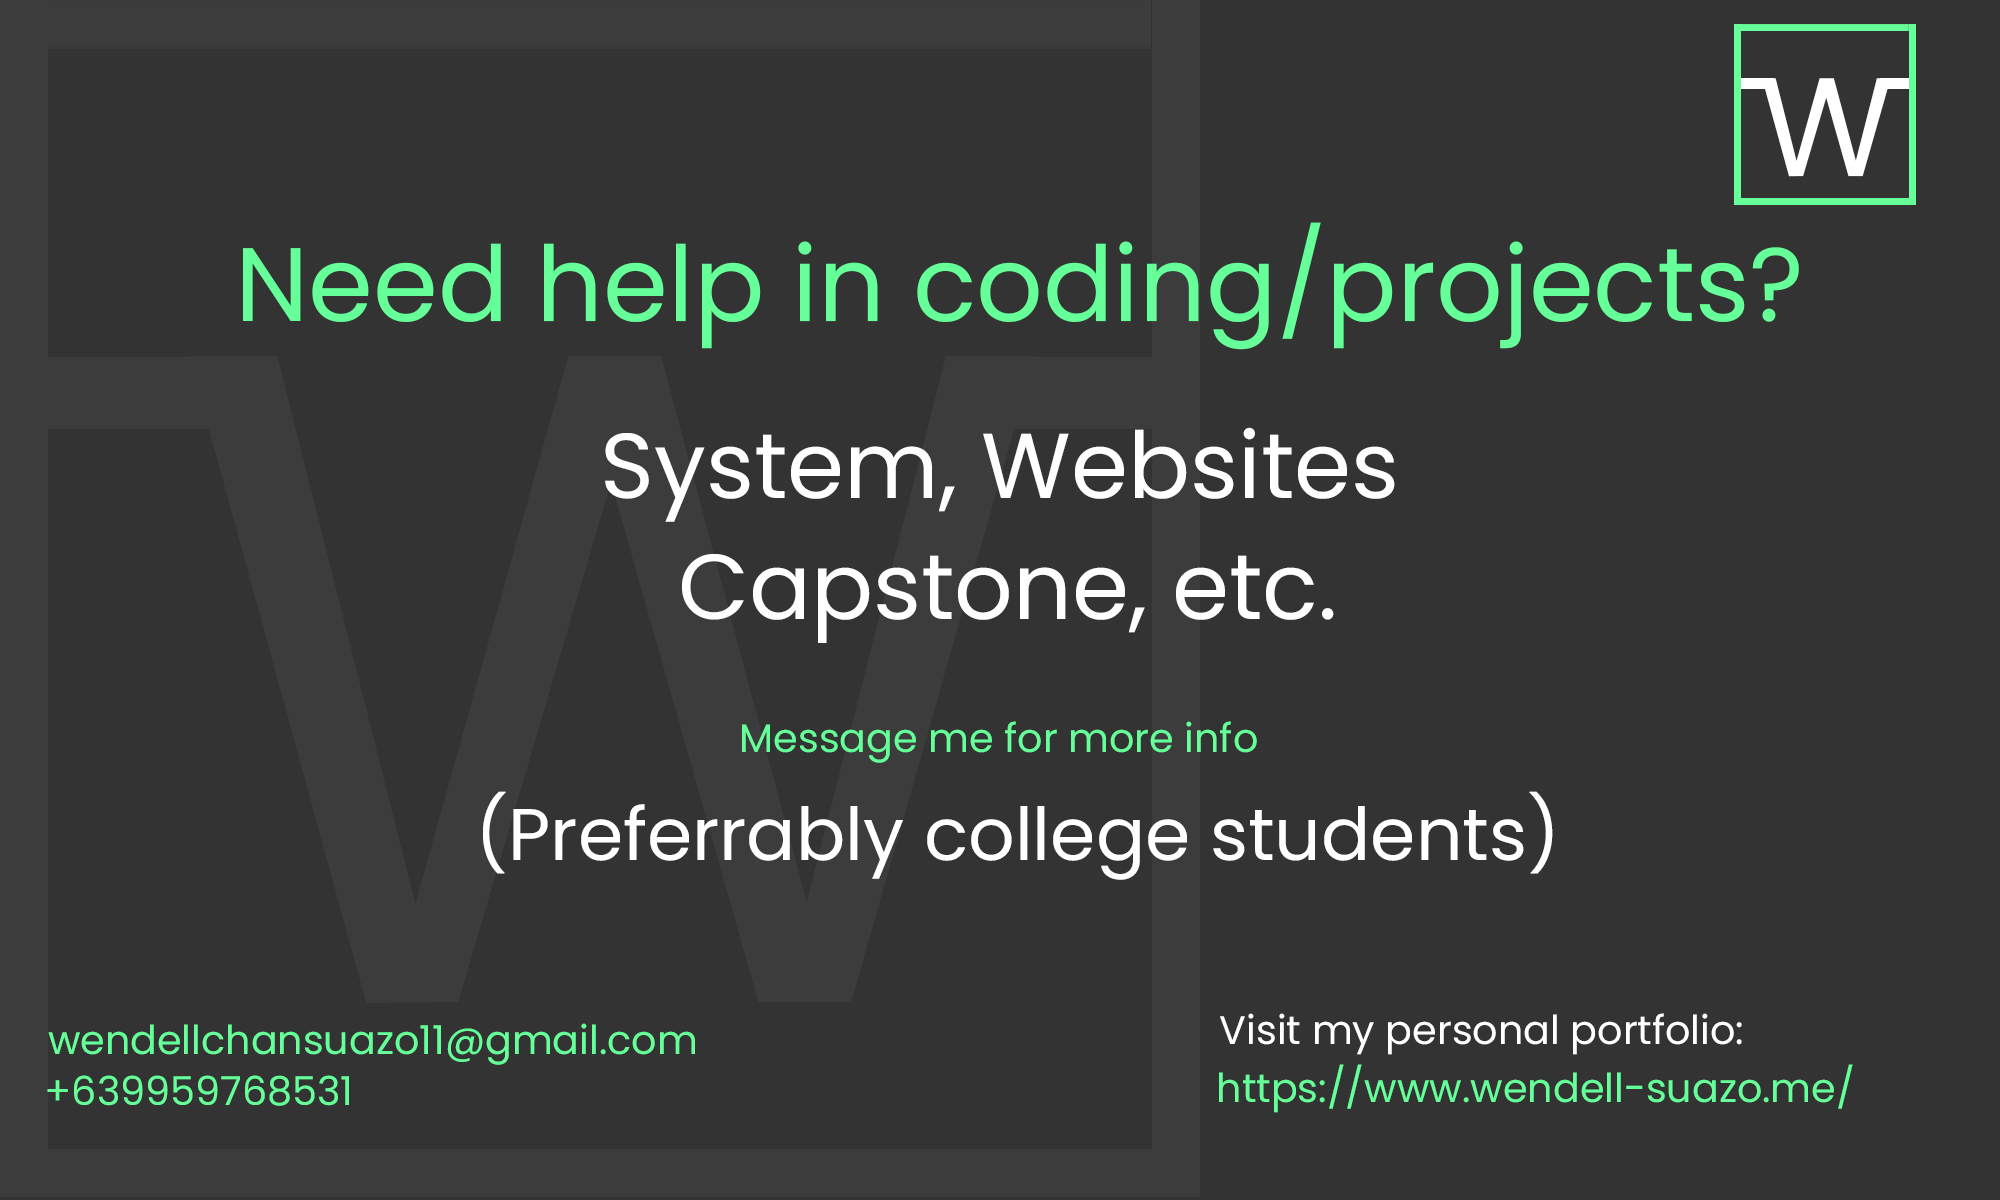 W
Need help in coding/projects?
System, Websites
Capstone, etc.
Message me for more info
(Preferrably college students)
wendellchansuazo11@gmail.com
+639959768531
Visit my personal portfolio:
https://www.wendell-suazo.me/